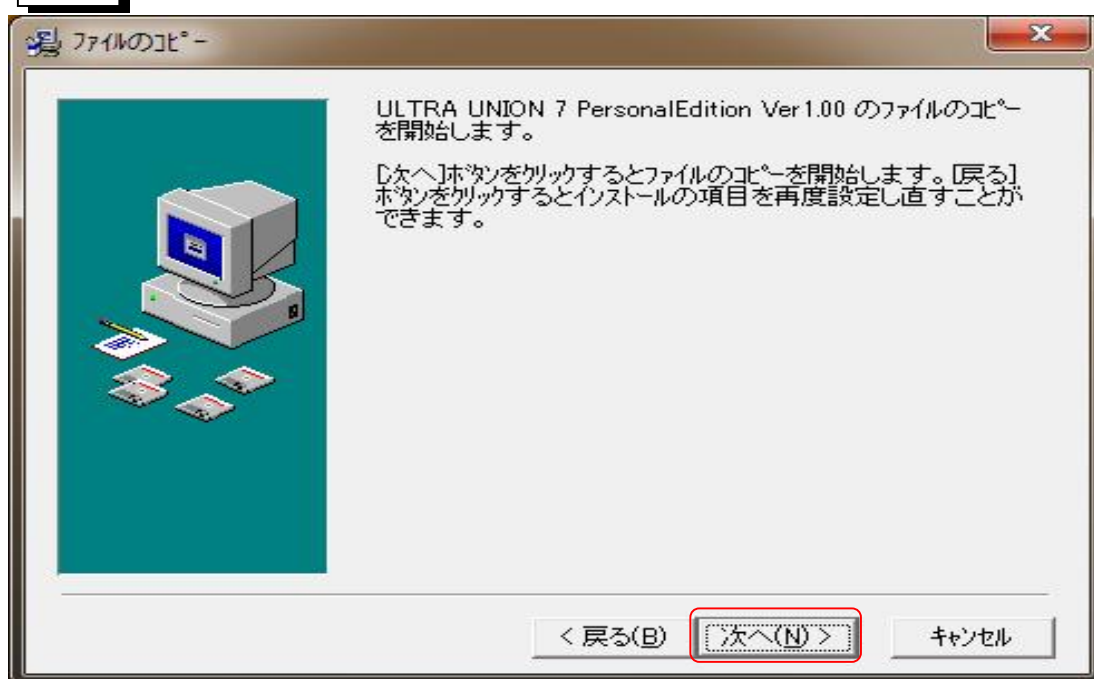 ﾌｧｲﾙのｺﾋﾟｰ
ULTRA UNION 7 PersonalEdition Ver1.00 のﾌｧｲﾙのｺﾋﾟｰ
を開始します。
[次へ]ﾎﾞﾀﾝをｸﾘｯｸするとﾌｧｲﾙのｺﾋﾟｰを開始します。[戻る]
ﾎﾞﾀﾝをｸﾘｯｸするとｲﾝｽﾄｰﾙの項目を再度設定し直すことが
できます。
< 戻る(B)
次へ(N) >
ｷｬﾝｾﾙ